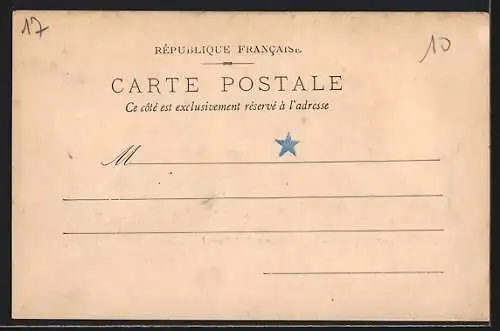 17
10
RÉPUBLIQUE FRANÇAISE
CARTE POSTALE
Ce côté est exclusivement réservé à l'adresse
M